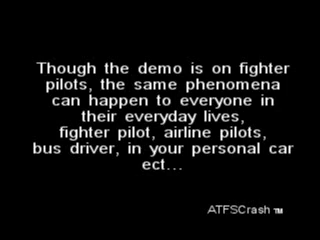 Though the demo is on fighter
pilots, the same phenomena
can happen to everyone in
their everyday lives,
fighter pilot, airline pilots,
bus driver, in your personal car
ect...
ATFSCrash ™